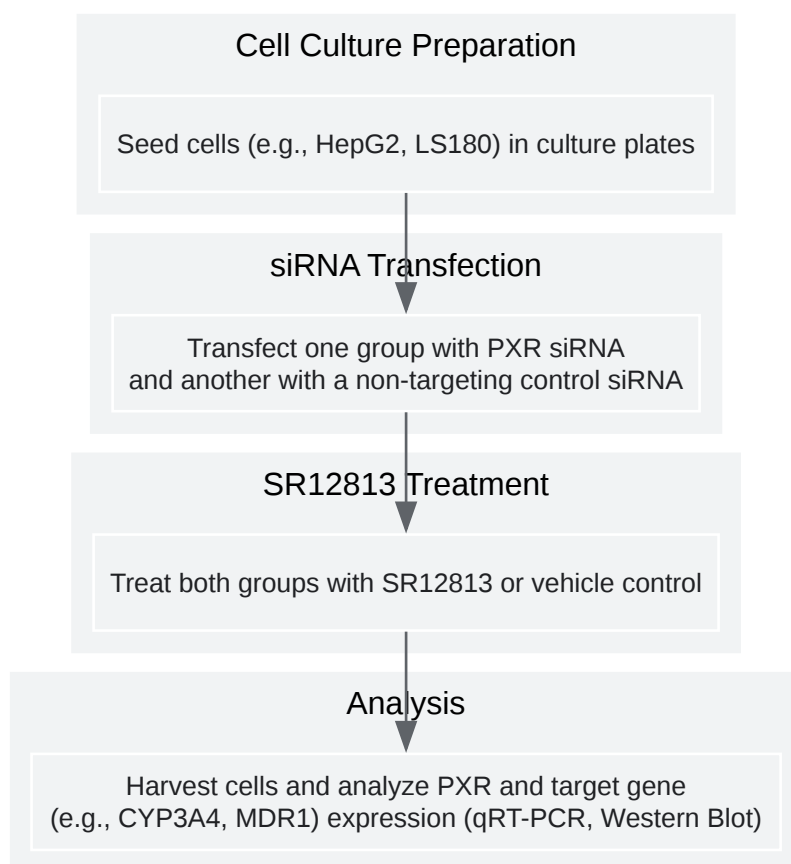 Cell Culture Preparation
Seed cells (e.g., HepG2, LS180) in culture plates
siRNA Transfection
Transfect one group with PXR siRNA
and another with a non-targeting control siRNA
SR12813 Treatment
Treat both groups with SR12813 or vehicle control
Analysis
Harvest cells and analyze PXR and target gene
(e.g., CYP3A4, MDR1) expression (qRT-PCR, Western Blot)